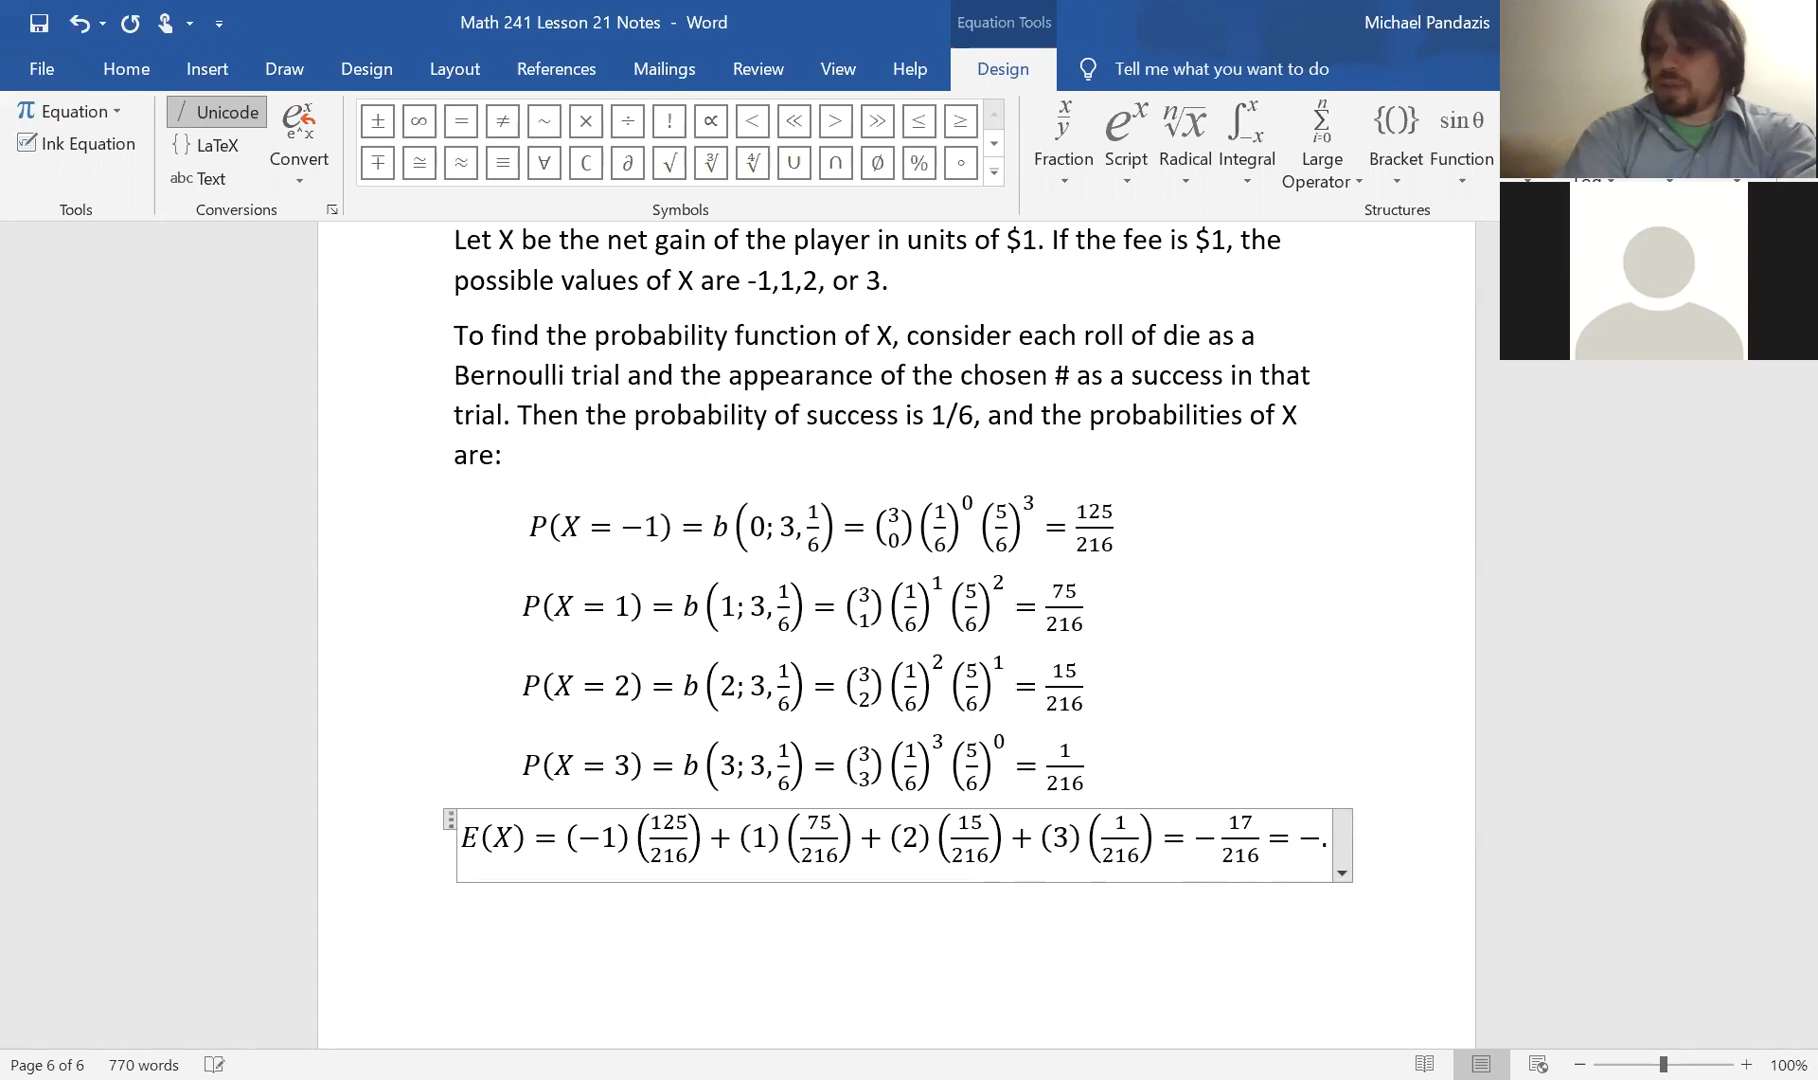 Math 241 Lesson 21 Notes - Word
Equation Tools
Michael Pandazis
File Home Insert Draw Design Layout References Mailings Review View Help Design Tell me what you want to do
π Equation
Ink Equation
Tools
Unicode
{} LaTeX
abc Text
Convert
Conversions
± ∞ = ≠ ~ × ÷ ! ∝ < ≪ > ≫ ≤ ≥
∓ ≅ ≈ ≡ ∀ ∁ ∂ √ ∛ ∜ ∪ ∩ ∅ % °
Symbols
Fraction Script Radical Integral Large Operator Bracket Function
Structures
Let X be the net gain of the player in units of $1. If the fee is $1, the
possible values of X are -1,1,2, or 3.
To find the probability function of X, consider each roll of die as a
Bernoulli trial and the appearance of the chosen # as a success in that
trial. Then the probability of success is 1/6, and the probabilities of X
are:
P(X = −1) = b(0; 3, 1/6) = (3 0)(1/6)^0 (5/6)^3 = 125/216
P(X = 1) = b(1; 3, 1/6) = (3 1)(1/6)^1 (5/6)^2 = 75/216
P(X = 2) = b(2; 3, 1/6) = (3 2)(1/6)^2 (5/6)^1 = 15/216
P(X = 3) = b(3; 3, 1/6) = (3 3)(1/6)^3 (5/6)^0 = 1/216
E(X) = (−1)(125/216) + (1)(75/216) + (2)(15/216) + (3)(1/216) = −17/216 = −.
Page 6 of 6 770 words
100%